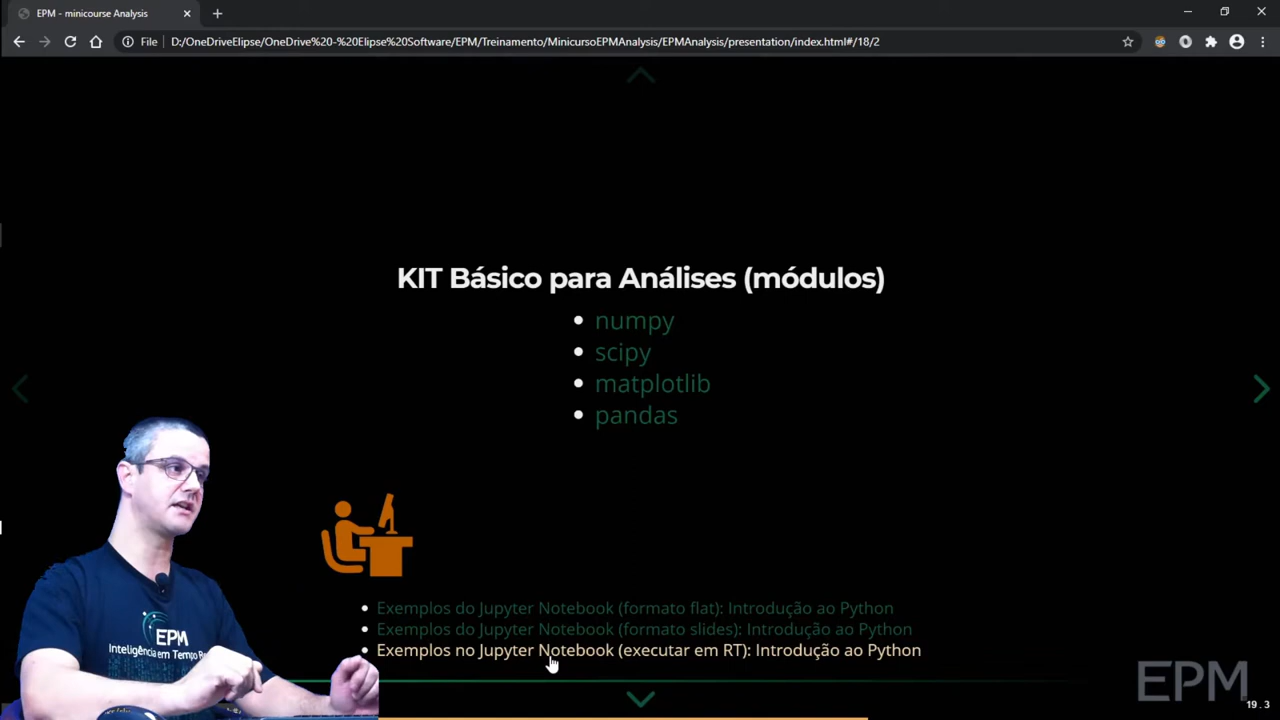 EPM - minicourse Analysis
File
D:/OneDriveElipse/OneDrive%20-%20Elipse%20Software/EPM/Treinamento/MinicursoEPMAnalysis/EPMAnalysis/presentation/index.html#/18/2
KIT Básico para Análises (módulos)
numpy
scipy
matplotlib
pandas
Exemplos do Jupyter Notebook (formato flat): Introdução ao Python
Exemplos do Jupyter Notebook (formato slides): Introdução ao Python
Exemplos no Jupyter Notebook (executar em RT): Introdução ao Python
EPM
Inteligência em Tempo
EPM
19.3